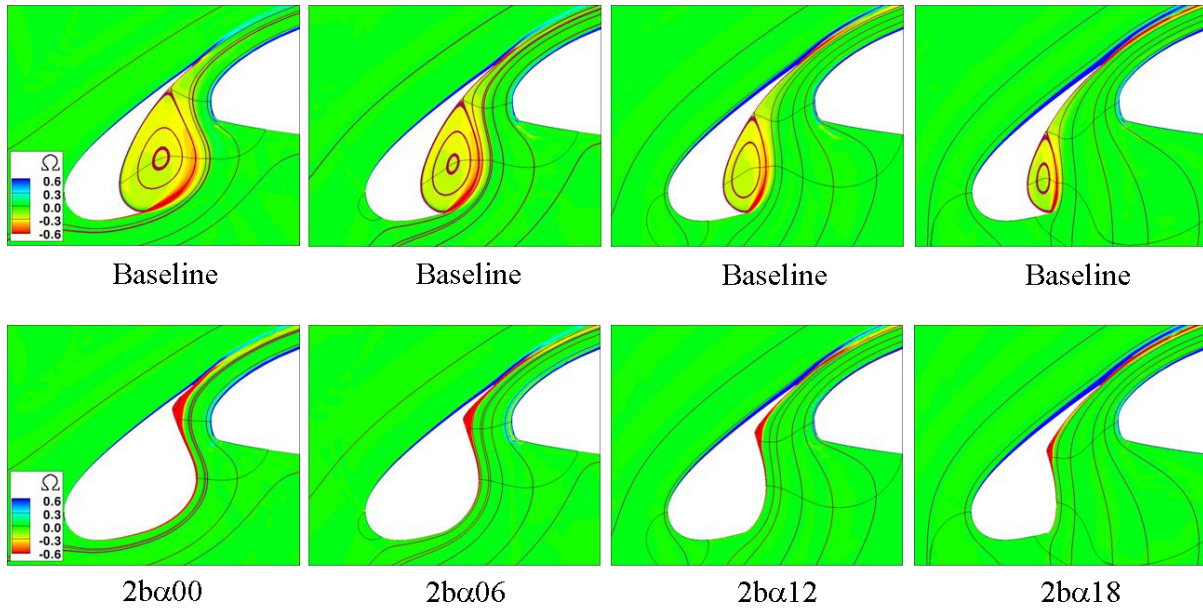 Ω
0.6
0.3
0.0
-0.3
-0.6
Baseline
Baseline
Baseline
Baseline
Ω
0.6
0.3
0.0
-0.3
-0.6
2bα00
2bα06
2bα12
2bα18